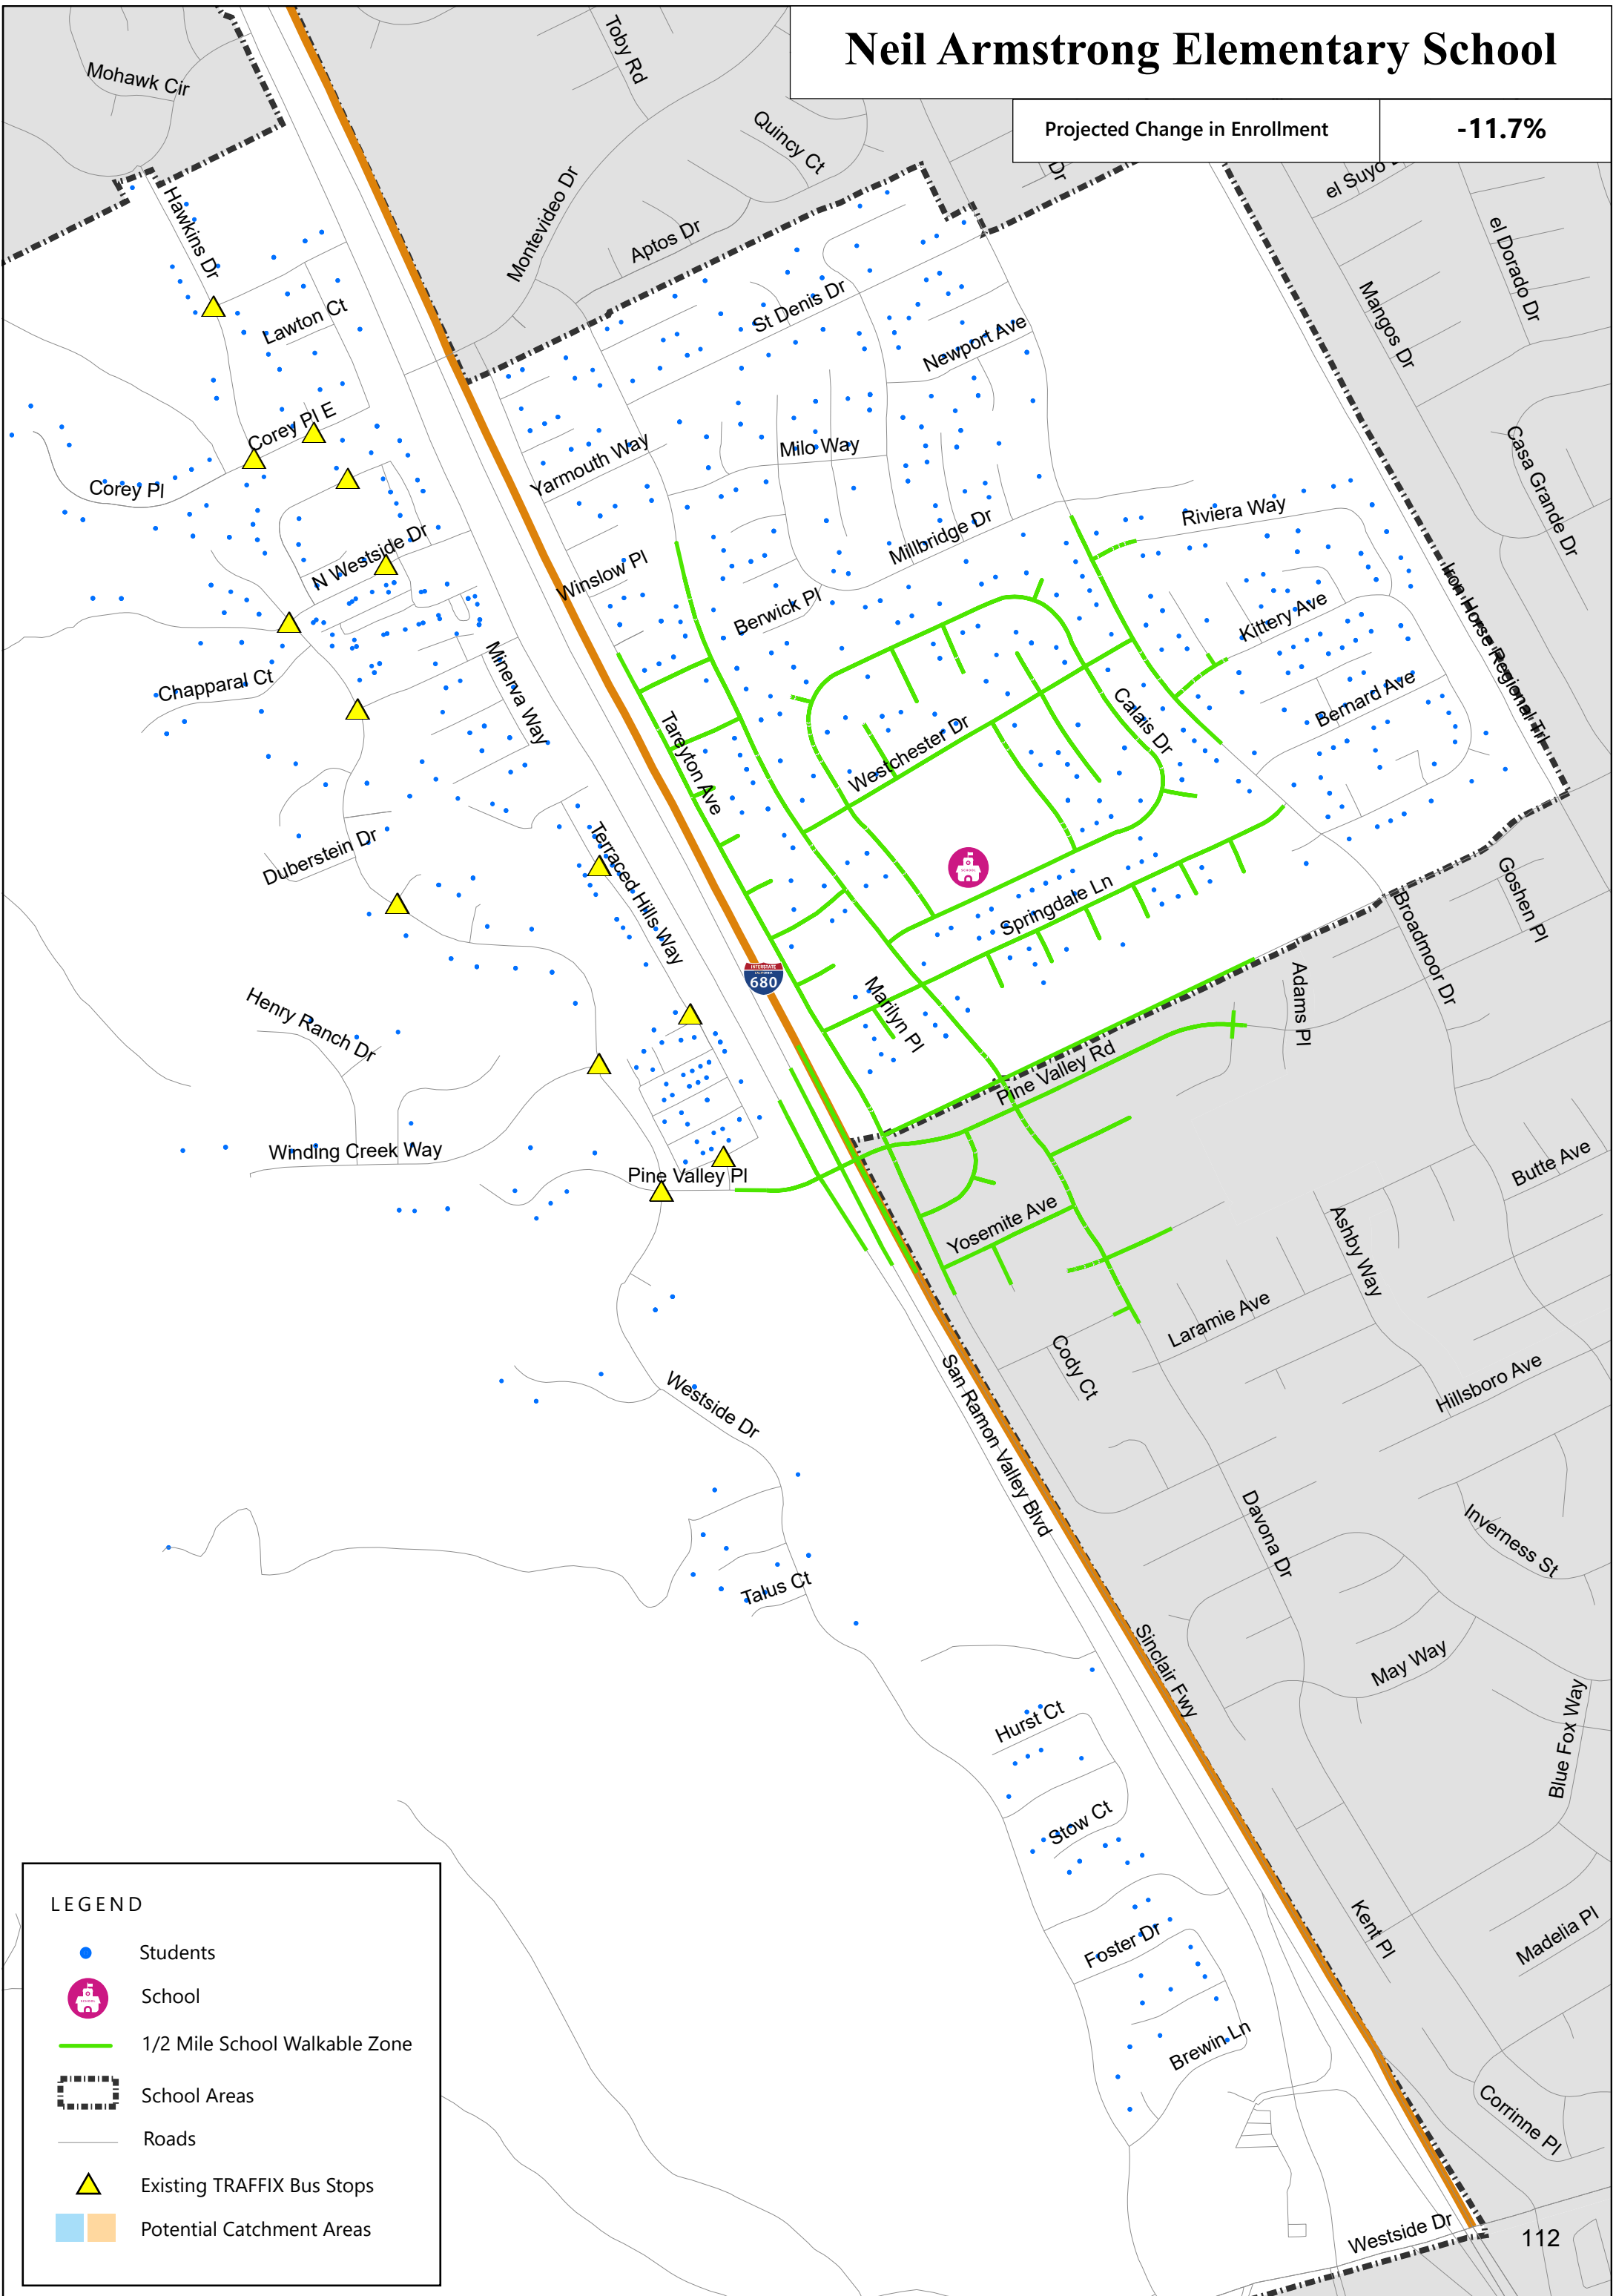 Neil Armstrong Elementary School
Projected Change in Enrollment
-11.7%
Mohawk Cir
Toby Rd
Quincy Ct
Dr
el Suyo
Hawkins Dr
Montevideo Dr
Aptos Dr
el Dorado Dr
Lawton Ct
St Denis Dr
Newport Ave
Mangos Dr
Corey Pl E
Corey Pl
Yarmouth Way
Milo Way
Casa Grande Dr
N Westside Dr
Winslow Pl
Millbridge Dr
Riviera Way
Berwick Pl
Kittery Ave
Iron Horse Regional Trl
Chapparal Ct
Minerva Way
Tareyton Ave
Westchester Dr
Calais Dr
Bernard Ave
Duberstein Dr
Terraced Hills Way
Springdale Ln
Goshen Pl
Broadmoor Dr
INTERSTATE
680
Marilyn Pl
Adams Pl
Henry Ranch Dr
Pine Valley Rd
Winding Creek Way
Pine Valley Pl
Butte Ave
Yosemite Ave
Ashby Way
Laramie Ave
Cody Ct
Hillsboro Ave
Westside Dr
San Ramon Valley Blvd
Davona Dr
Inverness St
Talus Ct
Sinclair Fwy
May Way
Hurst Ct
Blue Fox Way
Stow Ct
Kent Pl
Foster Dr
Madelia Pl
Brewin Ln
Corrinne Pl
Westside Dr
112
LEGEND
Students
School
1/2 Mile School Walkable Zone
School Areas
Roads
Existing TRAFFIX Bus Stops
Potential Catchment Areas